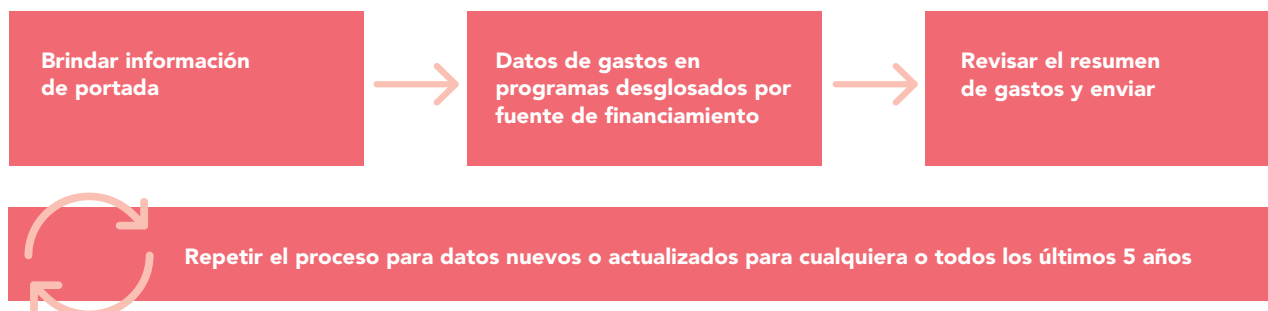 Brindar información
de portada
Datos de gastos en
programas desglosados por
fuente de financiamiento
Revisar el resumen
de gastos y enviar
Repetir el proceso para datos nuevos o actualizados para cualquiera o todos los últimos 5 años